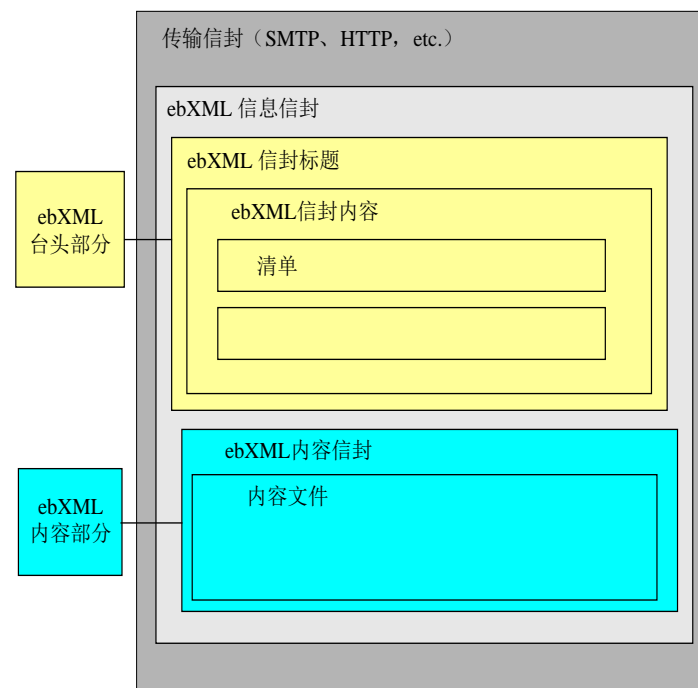 传输信封（SMTP、HTTP，etc.）
ebXML 信息信封
ebXML 信封标题
ebXML信封内容
清单
ebXML
台头部分
ebXML内容信封
内容文件
ebXML
内容部分